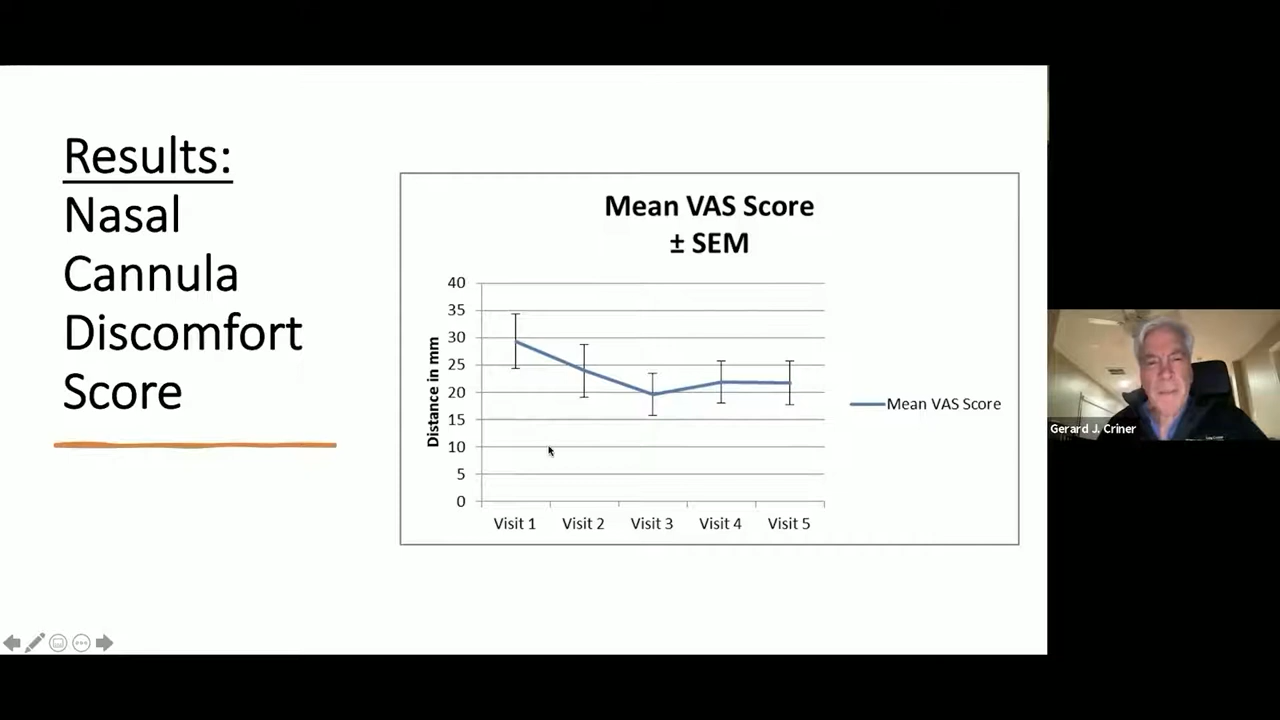 Results:
Nasal
Cannula
Discomfort
Score
Mean VAS Score
± SEM
Distance in mm
40
35
30
25
20
15
10
5
0
Visit 1
Visit 2
Visit 3
Visit 4
Visit 5
Mean VAS Score
Gerard J. Criner